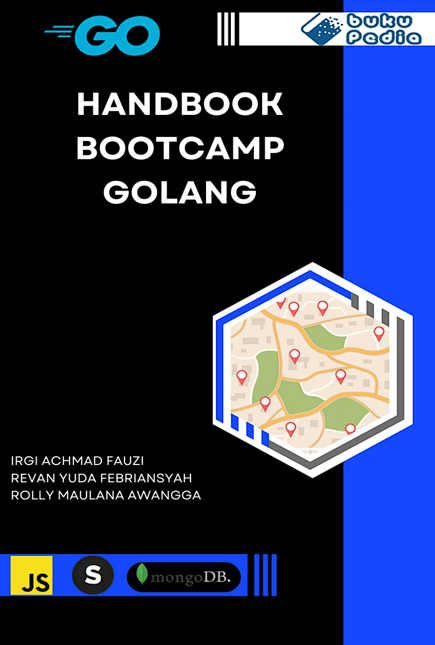 GO
buku
Pedia
HANDBOOK
BOOTCAMP
GOLANG
IRGI ACHMAD FAUZI
REVAN YUDA FEBRIANSYAH
ROLLY MAULANA AWANGGA
JS
S
mongoDB.